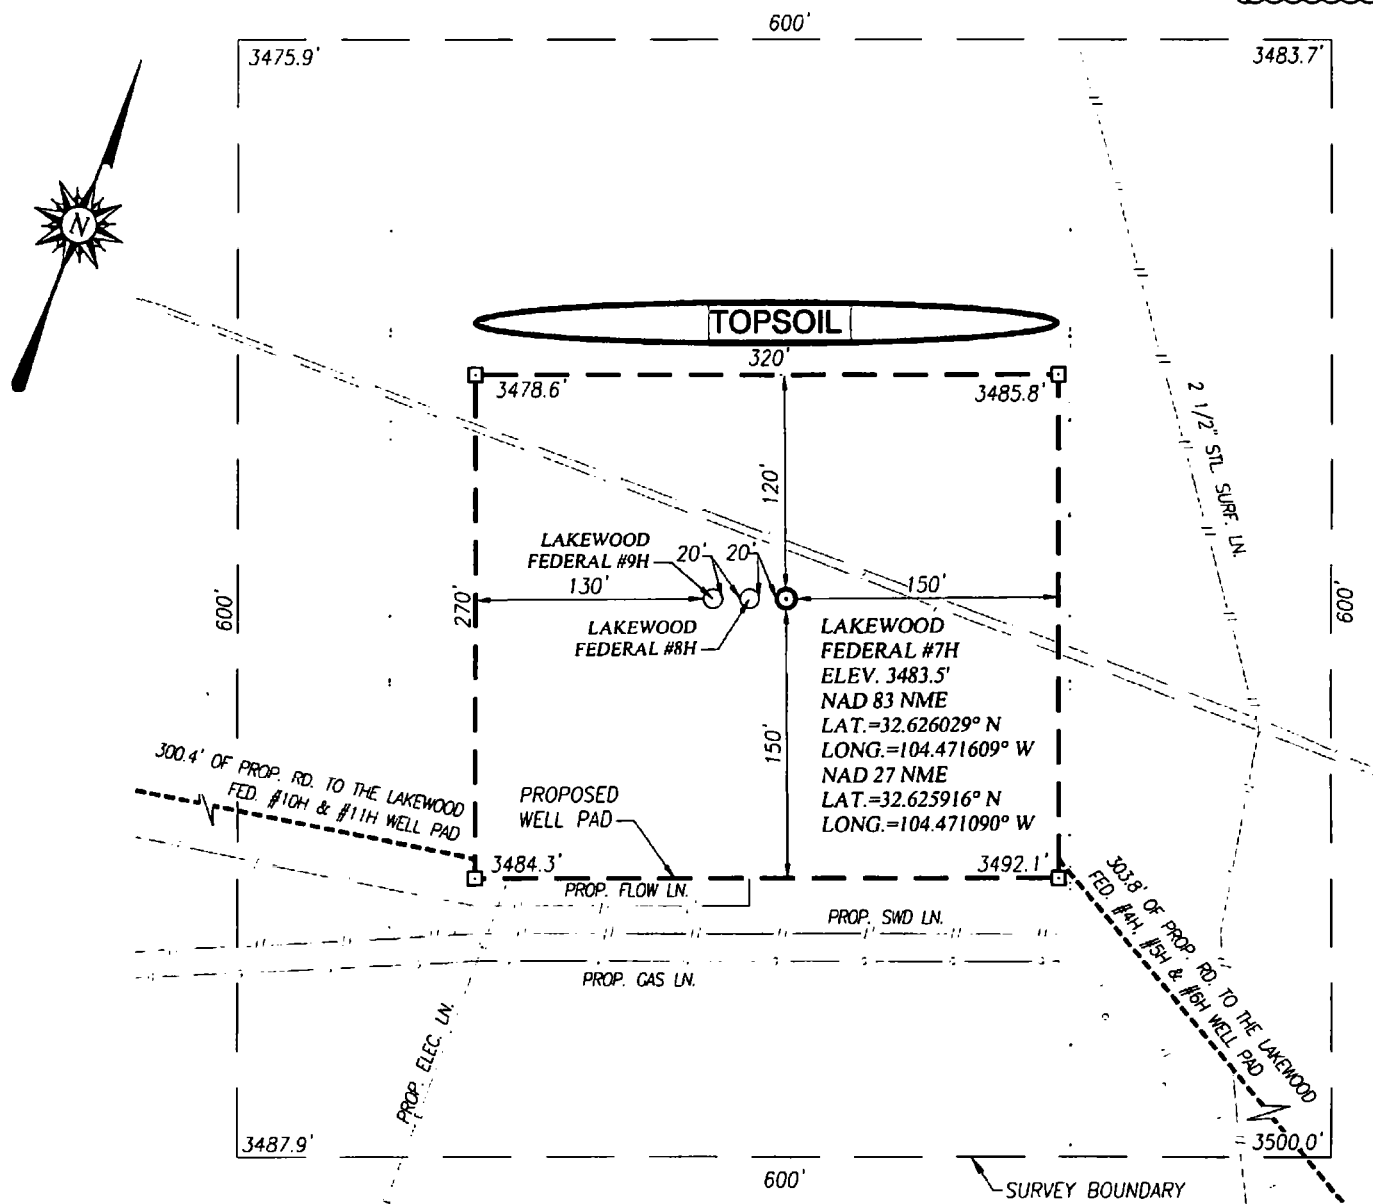 600'
3475.9'
3483.7'
N
TOPSOIL
320'
3478.6'
3485.8'
2 1/2" STL. SURF. LN.
120'
LAKEWOOD
FEDERAL #9H
20'
20'
130'
150'
270'
600'
600'
LAKEWOOD
FEDERAL #8H
LAKEWOOD
FEDERAL #7H
ELEV. 3483.5'
NAD 83 NME
LAT.=32.626029° N
LONG.=104.471609° W
NAD 27 NME
LAT.=32.625916° N
LONG.=104.471090° W
150'
300.4' OF PROP. RD. TO THE LAKEWOOD
FED. #10H & #11H WELL PAD
PROPOSED
WELL PAD
3484.3'
3492.1'
PROP. FLOW LN.
PROP. SWD LN.
PROP. GAS LN.
303.8' OF PROP. RD. TO THE LAKEWOOD
FED. #4H, #5H & #6H WELL PAD
PROP. ELEC. LN.
3487.9'
3500.0'
600'
SURVEY BOUNDARY